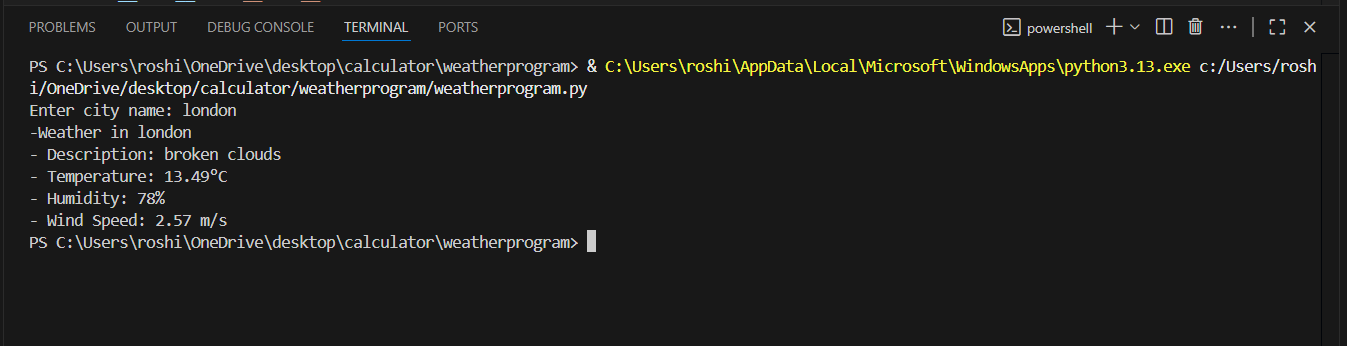 PROBLEMS OUTPUT DEBUG CONSOLE TERMINAL PORTS powershell
PS C:\Users\roshi\OneDrive\desktop\calculator\weatherprogram> & C:\Users\roshi\AppData\Local\Microsoft\WindowsApps\python3.13.exe c:/Users/rosh
i/OneDrive/desktop/calculator/weatherprogram/weatherprogram.py
Enter city name: london
-Weather in london
- Description: broken clouds
- Temperature: 13.49°C
- Humidity: 78%
- Wind Speed: 2.57 m/s
PS C:\Users\roshi\OneDrive\desktop\calculator\weatherprogram>